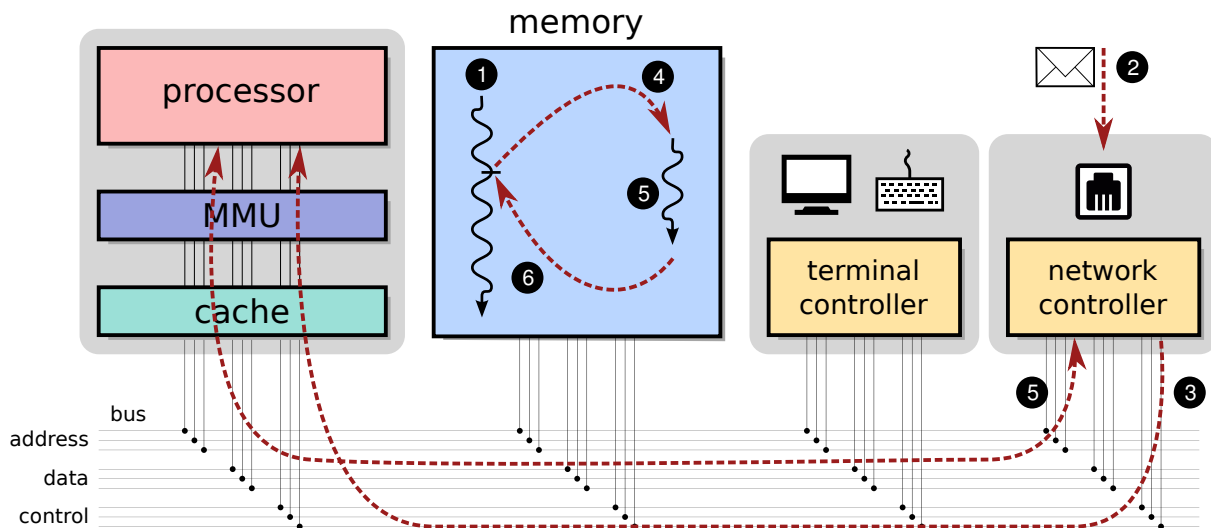 memory
processor
1
4
2
MMU
5
6
cache
terminal
controller
network
controller
5
3
bus
address
data
control